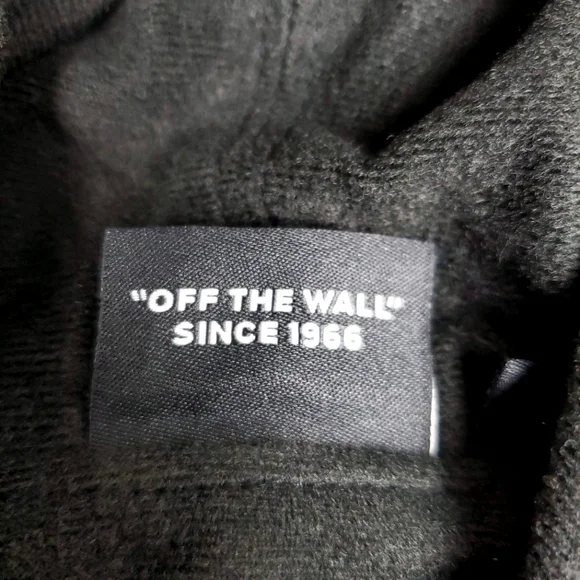 "OFF THE WALL"
SINCE 1966